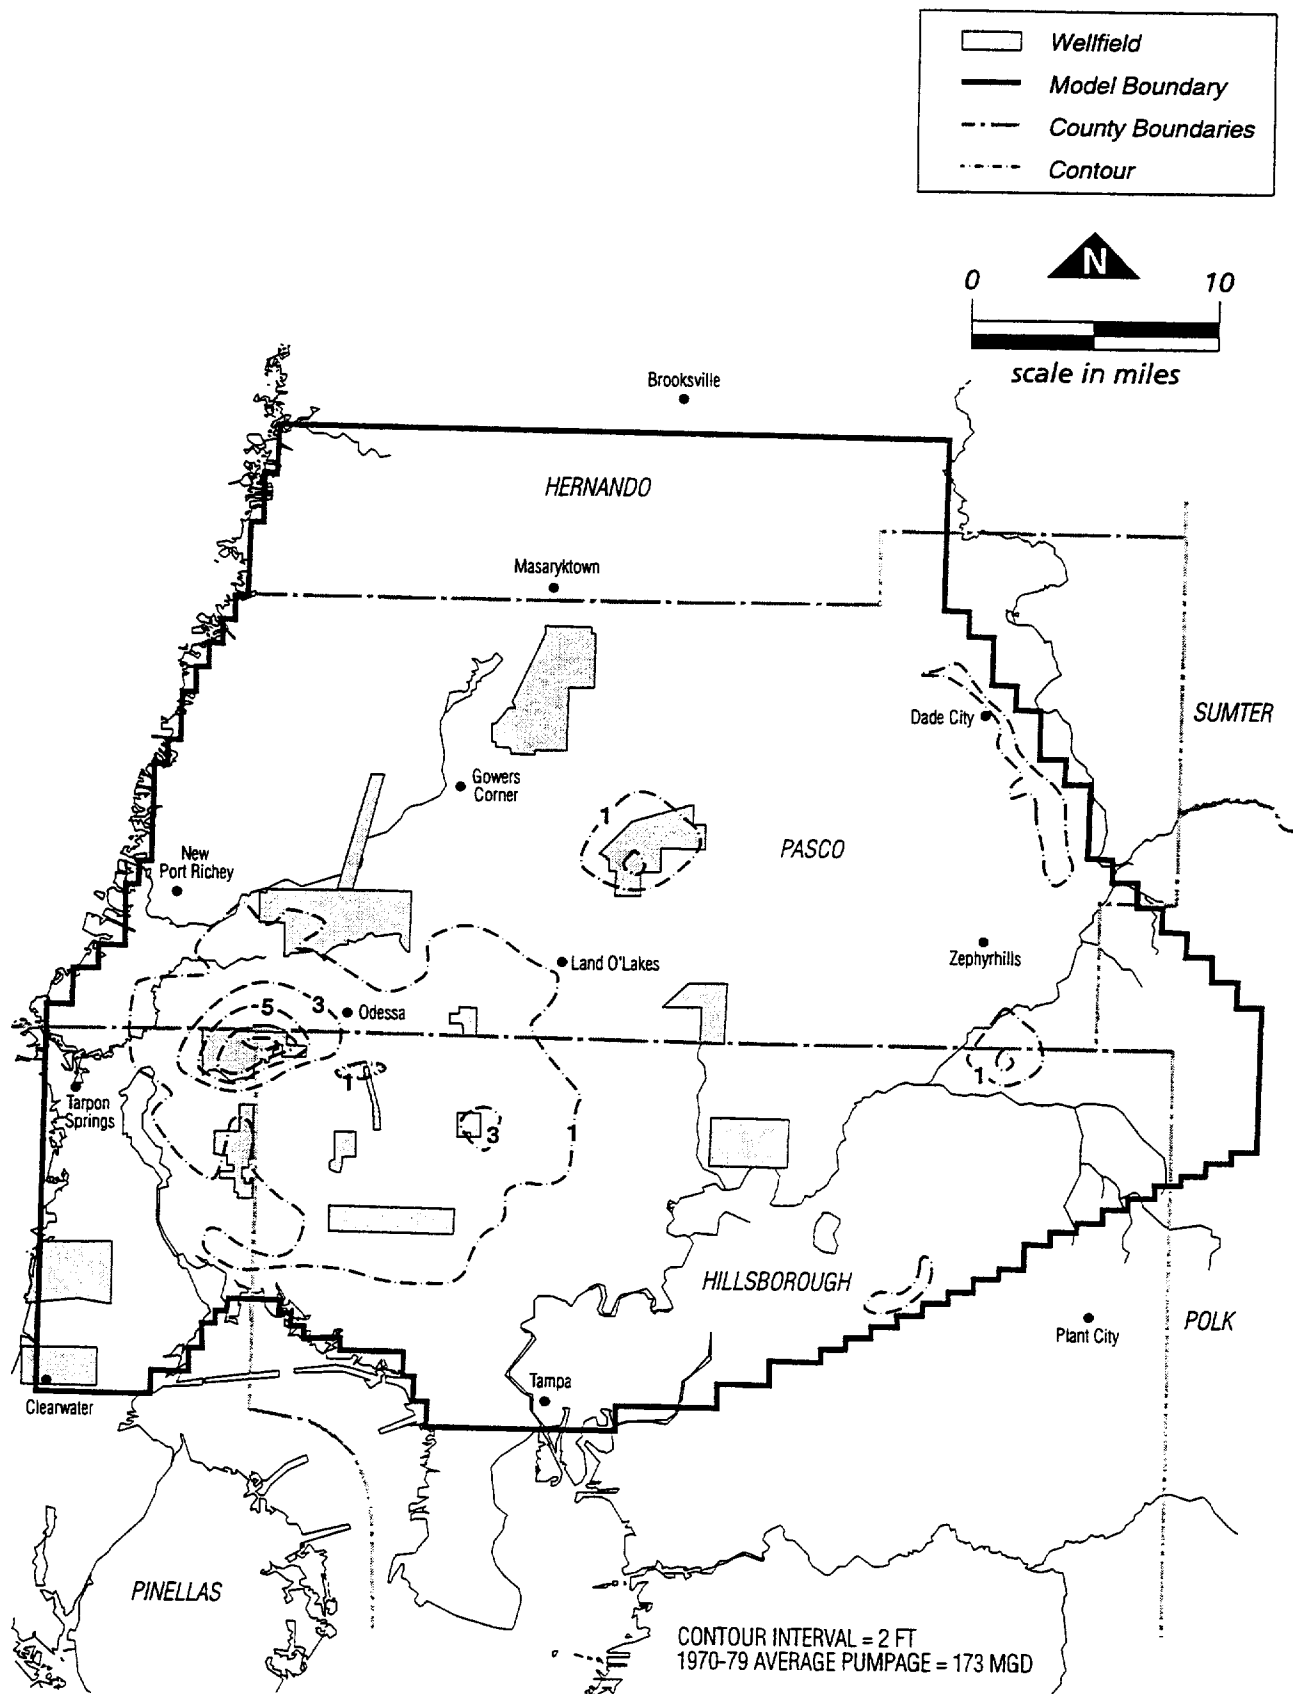 Wellfield
Model Boundary
County Boundaries
Contour
N
0 10
scale in miles
Brooksville
HERNANDO
Masaryktown
Dade City
SUMTER
Gowers
Corner
1
PASCO
New
Port Richey
Land O'Lakes
Zephyrhills
5
3
Odessa
1
1
Tarpon
Springs
3
1
HILLSBOROUGH
Plant City
POLK
Tampa
Clearwater
PINELLAS
CONTOUR INTERVAL = 2 FT
1970-79 AVERAGE PUMPAGE = 173 MGD